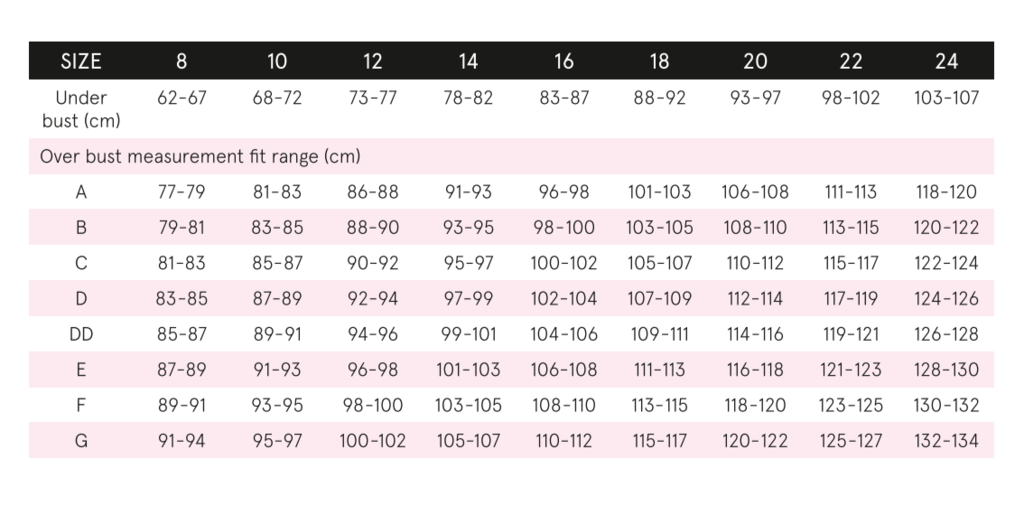 SIZE 8 10 12 14 16 18 20 22 24
Under bust (cm) 62-67 68-72 73-77 78-82 83-87 88-92 93-97 98-102 103-107
Over bust measurement fit range (cm)
A 77-79 81-83 86-88 91-93 96-98 101-103 106-108 111-113 118-120
B 79-81 83-85 88-90 93-95 98-100 103-105 108-110 113-115 120-122
C 81-83 85-87 90-92 95-97 100-102 105-107 110-112 115-117 122-124
D 83-85 87-89 92-94 97-99 102-104 107-109 112-114 117-119 124-126
DD 85-87 89-91 94-96 99-101 104-106 109-111 114-116 119-121 126-128
E 87-89 91-93 96-98 101-103 106-108 111-113 116-118 121-123 128-130
F 89-91 93-95 98-100 103-105 108-110 113-115 118-120 123-125 130-132
G 91-94 95-97 100-102 105-107 110-112 115-117 120-122 125-127 132-134